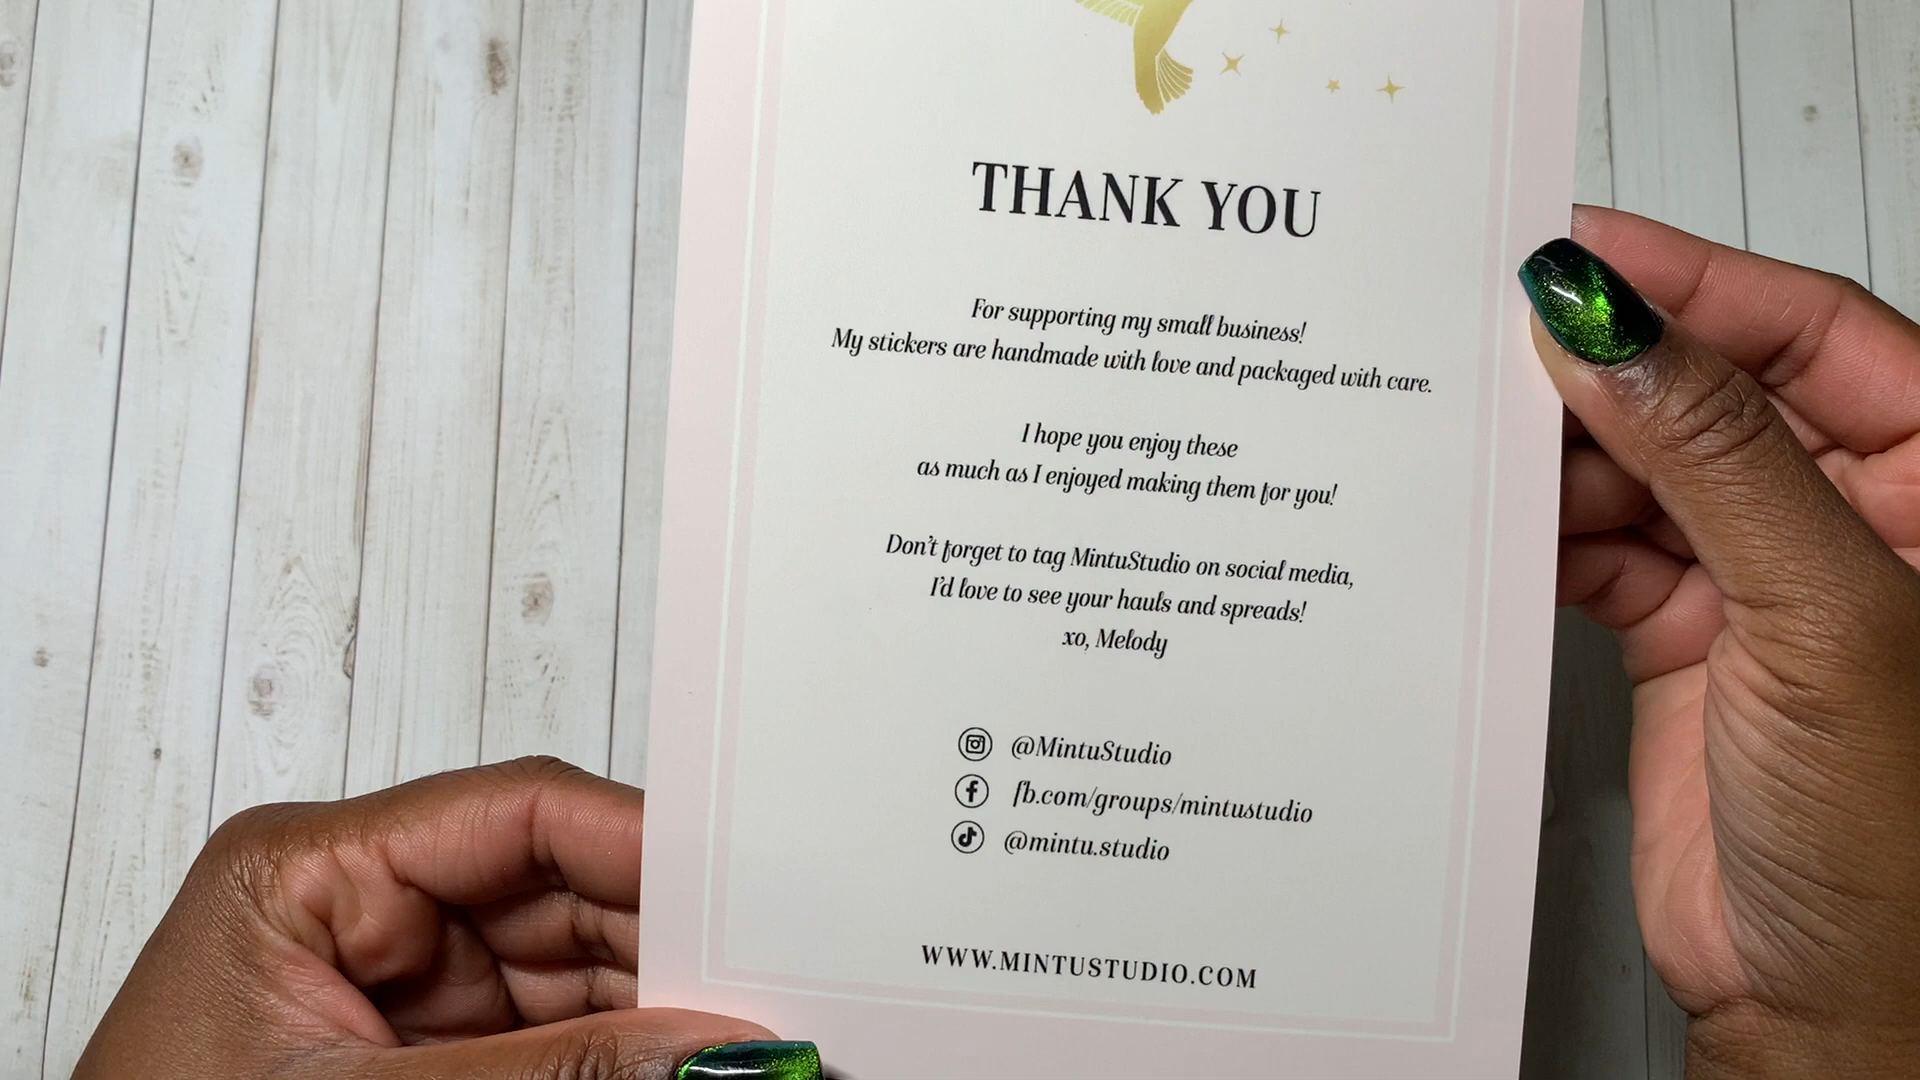 THANK YOU
For supporting my small business!
My stickers are handmade with love and packaged with care.
I hope you enjoy these
as much as I enjoyed making them for you!
Don't forget to tag MintuStudio on social media,
I'd love to see your hauls and spreads!
xo, Melody
@MintuStudio
fb.com/groups/mintustudio
@mintu.studio
WWW.MINTUSTUDIO.COM